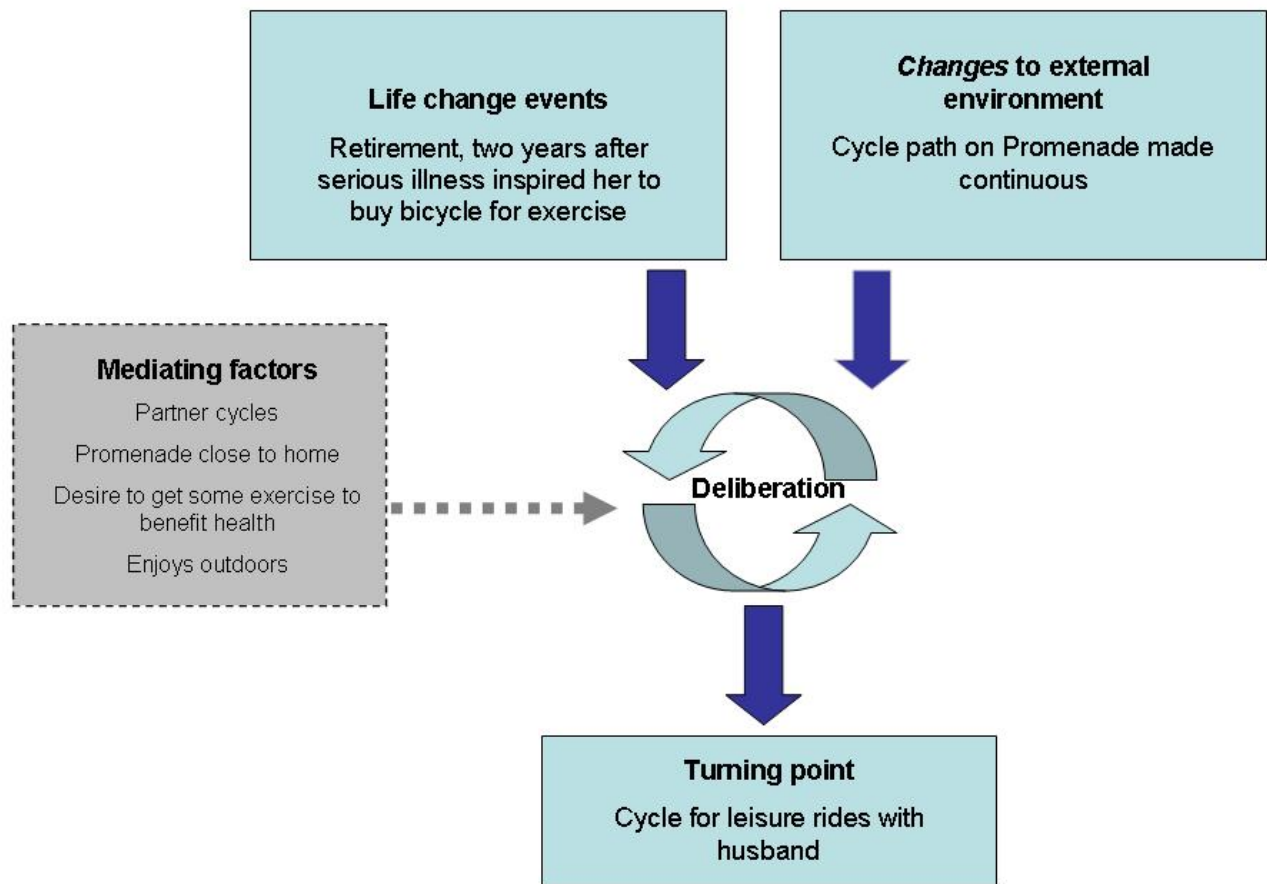 Life change events
Retirement, two years after
serious illness inspired her to
buy bicycle for exercise
Changes to external
environment
Cycle path on Promenade made
continuous
Mediating factors
Partner cycles
Promenade close to home
Desire to get some exercise to
benefit health
Enjoys outdoors
Deliberation
Turning point
Cycle for leisure rides with
husband